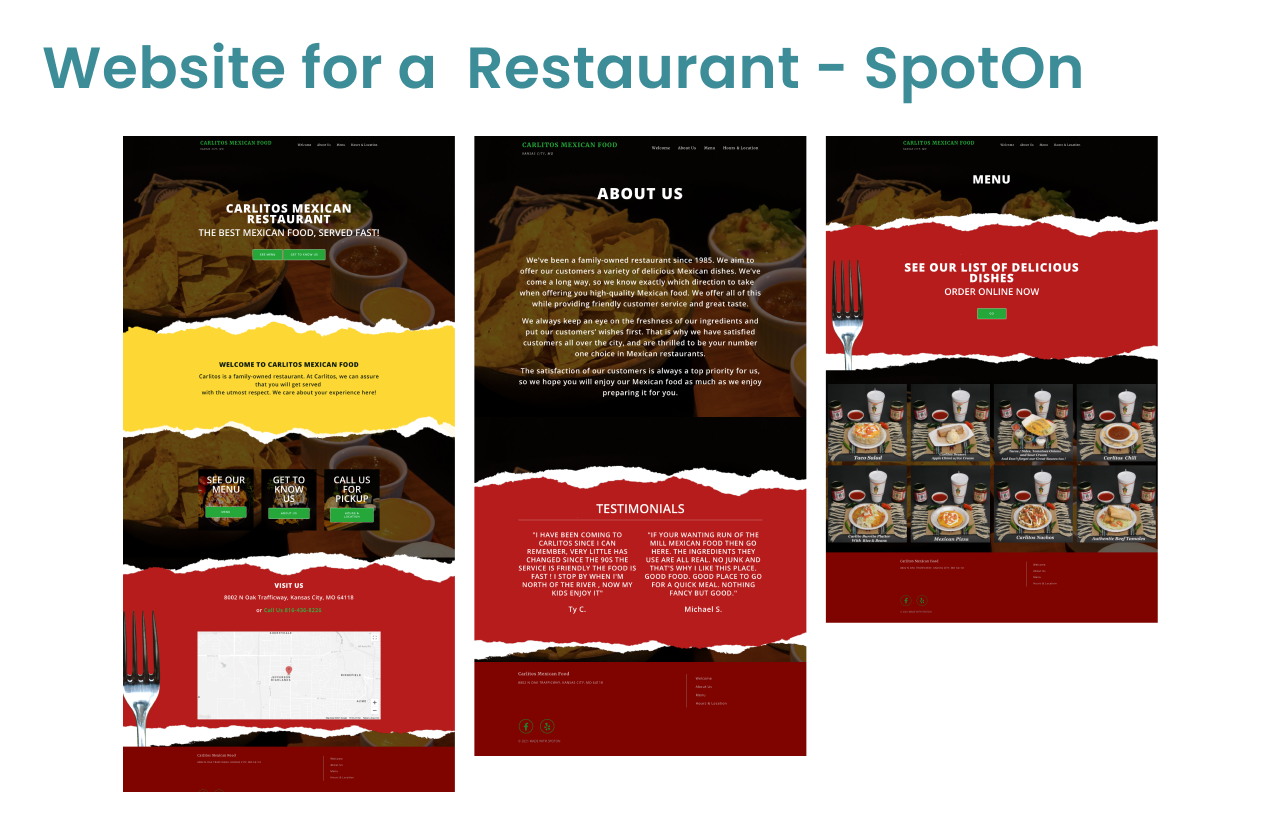 Website for a Restaurant - SpotOn
CARLITOS MEXICAN FOOD
KANSAS CITY, MO
Welcome About Us Menu Hours & Location
CARLITOS MEXICAN
RESTAURANT
THE BEST MEXICAN FOOD, SERVED FAST!
SEE MENU GET TO KNOW US
WELCOME TO CARLITOS MEXICAN FOOD
Carlitos is a family-owned restaurant. At Carlitos, we can assure
that you will get served
with the utmost respect. We care about your experience here!
SEE OUR
MENU
MENU
GET TO
KNOW
US
ABOUT US
CALL US
FOR
PICKUP
HOURS &
LOCATION
VISIT US
8002 N Oak Trafficway, Kansas City, MO 64118
or Call Us 816-436-8226
Carlitos Mexican Food
Welcome
About Us
Menu
Hours & Location
CARLITOS MEXICAN FOOD
KANSAS CITY, MO
Welcome About Us Menu Hours & Location
ABOUT US
We've been a family-owned restaurant since 1985. We aim to
offer our customers a variety of delicious Mexican dishes. We've
come a long way, so we know exactly which direction to take
when offering you high-quality Mexican food. We offer all of this
while providing friendly customer service and great taste.
We always keep an eye on the freshness of our ingredients and
put our customers' wishes first. That is why we have satisfied
customers all over the city, and are thrilled to be your number
one choice in Mexican restaurants.
The satisfaction of our customers is always a top priority for us,
so we hope you will enjoy our Mexican food as much as we enjoy
preparing it for you.
TESTIMONIALS
"I HAVE BEEN COMING TO
CARLITOS SINCE I CAN
REMEMBER, VERY LITTLE HAS
CHANGED SINCE THE 90S THE
SERVICE IS FRIENDLY THE FOOD IS
FAST ! I STOP BY WHEN I'M
NORTH OF THE RIVER , NOW MY
KIDS ENJOY IT"
Ty C.
"IF YOUR WANTING RUN OF THE
MILL MEXICAN FOOD THEN GO
HERE. THE INGREDIENTS THEY
USE ARE ALL REAL. NO JUNK AND
THAT'S WHY I LIKE THIS PLACE.
GOOD FOOD. GOOD PLACE TO GO
FOR A QUICK MEAL. NOTHING
FANCY BUT GOOD."
Michael S.
Carlitos Mexican Food
8002 N OAK TRAFFICWAY, KANSAS CITY, MO 64118
Welcome
About Us
Menu
Hours & Location
© 2021 MADE WITH SPOTON
CARLITOS MEXICAN FOOD
KANSAS CITY, MO
Welcome About Us Menu Hours & Location
MENU
SEE OUR LIST OF DELICIOUS
DISHES
ORDER ONLINE NOW
GO
Taco Salad
Carlitos Chili
Carlito Burrito Platter
With Rice & Beans
Mexican Pizza
Carlitos Nachos
Authentic Beef Tamales
Carlitos Mexican Food
Welcome
About Us
Menu
Hours & Location